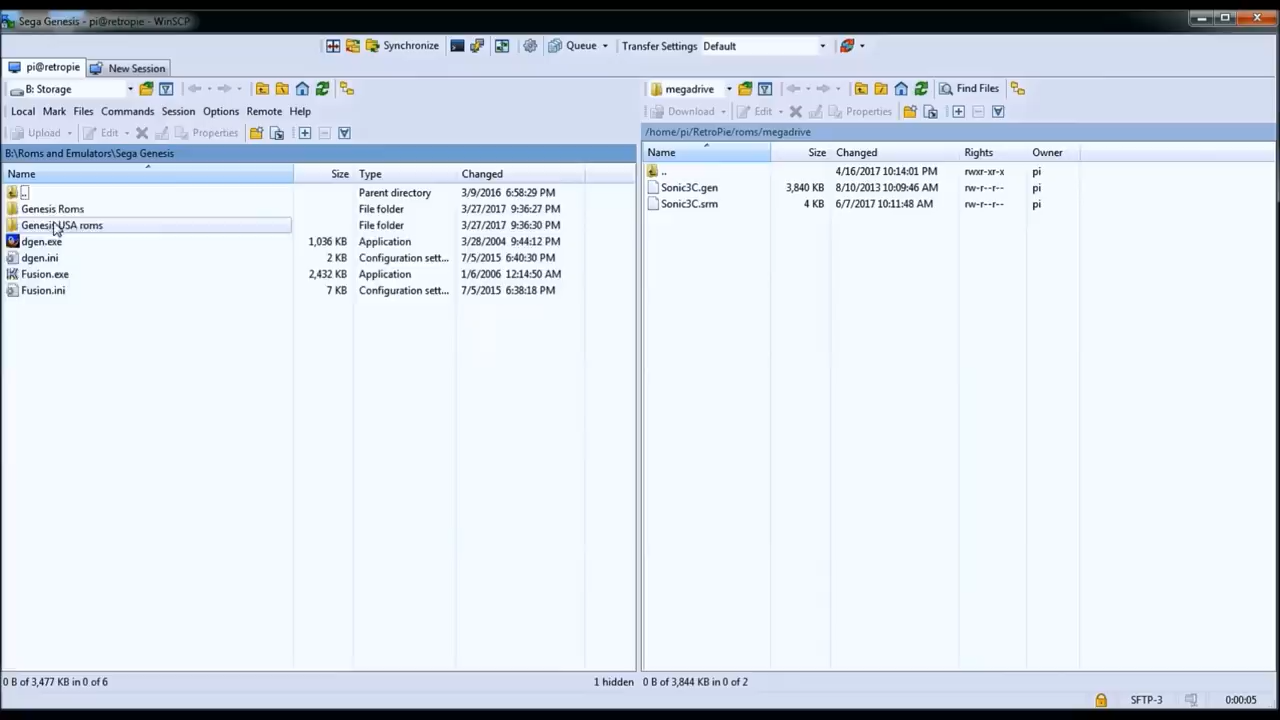 Sega Genesis - pi@retropie - WinSCP
Synchronize Queue Transfer Settings Default
pi@retropie New Session
B: Storage
Local Mark Files Commands Session Options Remote Help
Upload Edit Properties
B:\Roms and Emulators\Sega Genesis
Name Size Type Changed
.. Parent directory 3/9/2016 6:58:29 PM
Genesis Roms File folder 3/27/2017 9:36:27 PM
Genesis USA roms File folder 3/27/2017 9:36:30 PM
dgen.exe 1,036 KB Application 3/28/2004 9:44:12 PM
dgen.ini 2 KB Configuration sett... 7/5/2015 6:40:30 PM
Fusion.exe 2,432 KB Application 1/6/2006 12:14:50 AM
Fusion.ini 7 KB Configuration sett... 7/5/2015 6:38:18 PM
0 B of 3,477 KB in 0 of 6 1 hidden
megadrive Find Files
Download Edit Properties
/home/pi/RetroPie/roms/megadrive
Name Size Changed Rights Owner
.. 4/16/2017 10:14:01 PM rwxr-xr-x pi
Sonic3C.gen 3,840 KB 8/10/2013 10:09:46 AM rw-r--r-- pi
Sonic3C.srm 4 KB 6/7/2017 10:11:48 AM rw-r--r-- pi
0 B of 3,844 KB in 0 of 2
SFTP-3 0:00:05